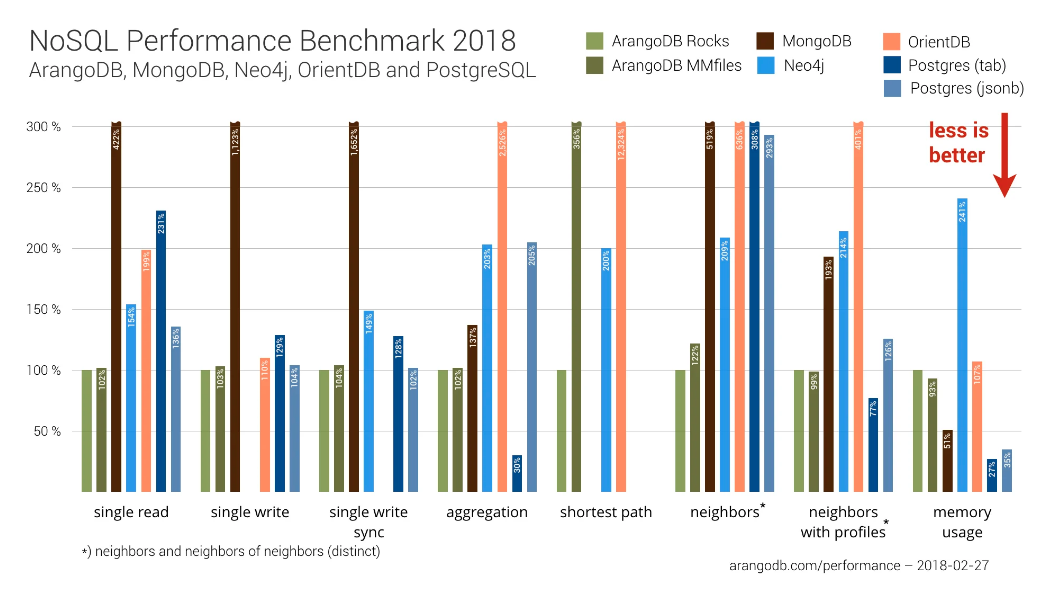 NoSQL Performance Benchmark 2018
ArangoDB, MongoDB, Neo4j, OrientDB and PostgreSQL
ArangoDB Rocks
MongoDB
OrientDB
ArangoDB MMfiles
Neo4j
Postgres (tab)
Postgres (jsonb)
less is
better
300 %
250 %
200 %
150 %
100 %
50 %
102%
422%
154%
199%
231%
136%
103%
1,123%
110%
129%
104%
104%
1,652%
149%
128%
102%
102%
137%
203%
2,526%
30%
205%
356%
200%
12,324%
122%
519%
209%
636%
308%
293%
99%
193%
214%
401%
77%
126%
93%
51%
241%
107%
27%
35%
single read
single write
single write
sync
aggregation
shortest path
neighbors*
neighbors
with profiles*
memory
usage
*) neighbors and neighbors of neighbors (distinct)
arangodb.com/performance – 2018-02-27